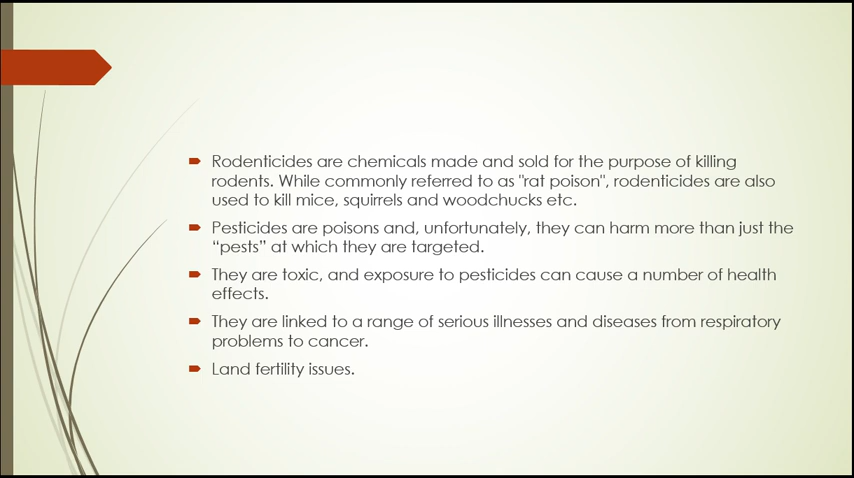 Rodenticides are chemicals made and sold for the purpose of killing
rodents. While commonly referred to as "rat poison", rodenticides are also
used to kill mice, squirrels and woodchucks etc.
Pesticides are poisons and, unfortunately, they can harm more than just the
“pests” at which they are targeted.
They are toxic, and exposure to pesticides can cause a number of health
effects.
They are linked to a range of serious illnesses and diseases from respiratory
problems to cancer.
Land fertility issues.